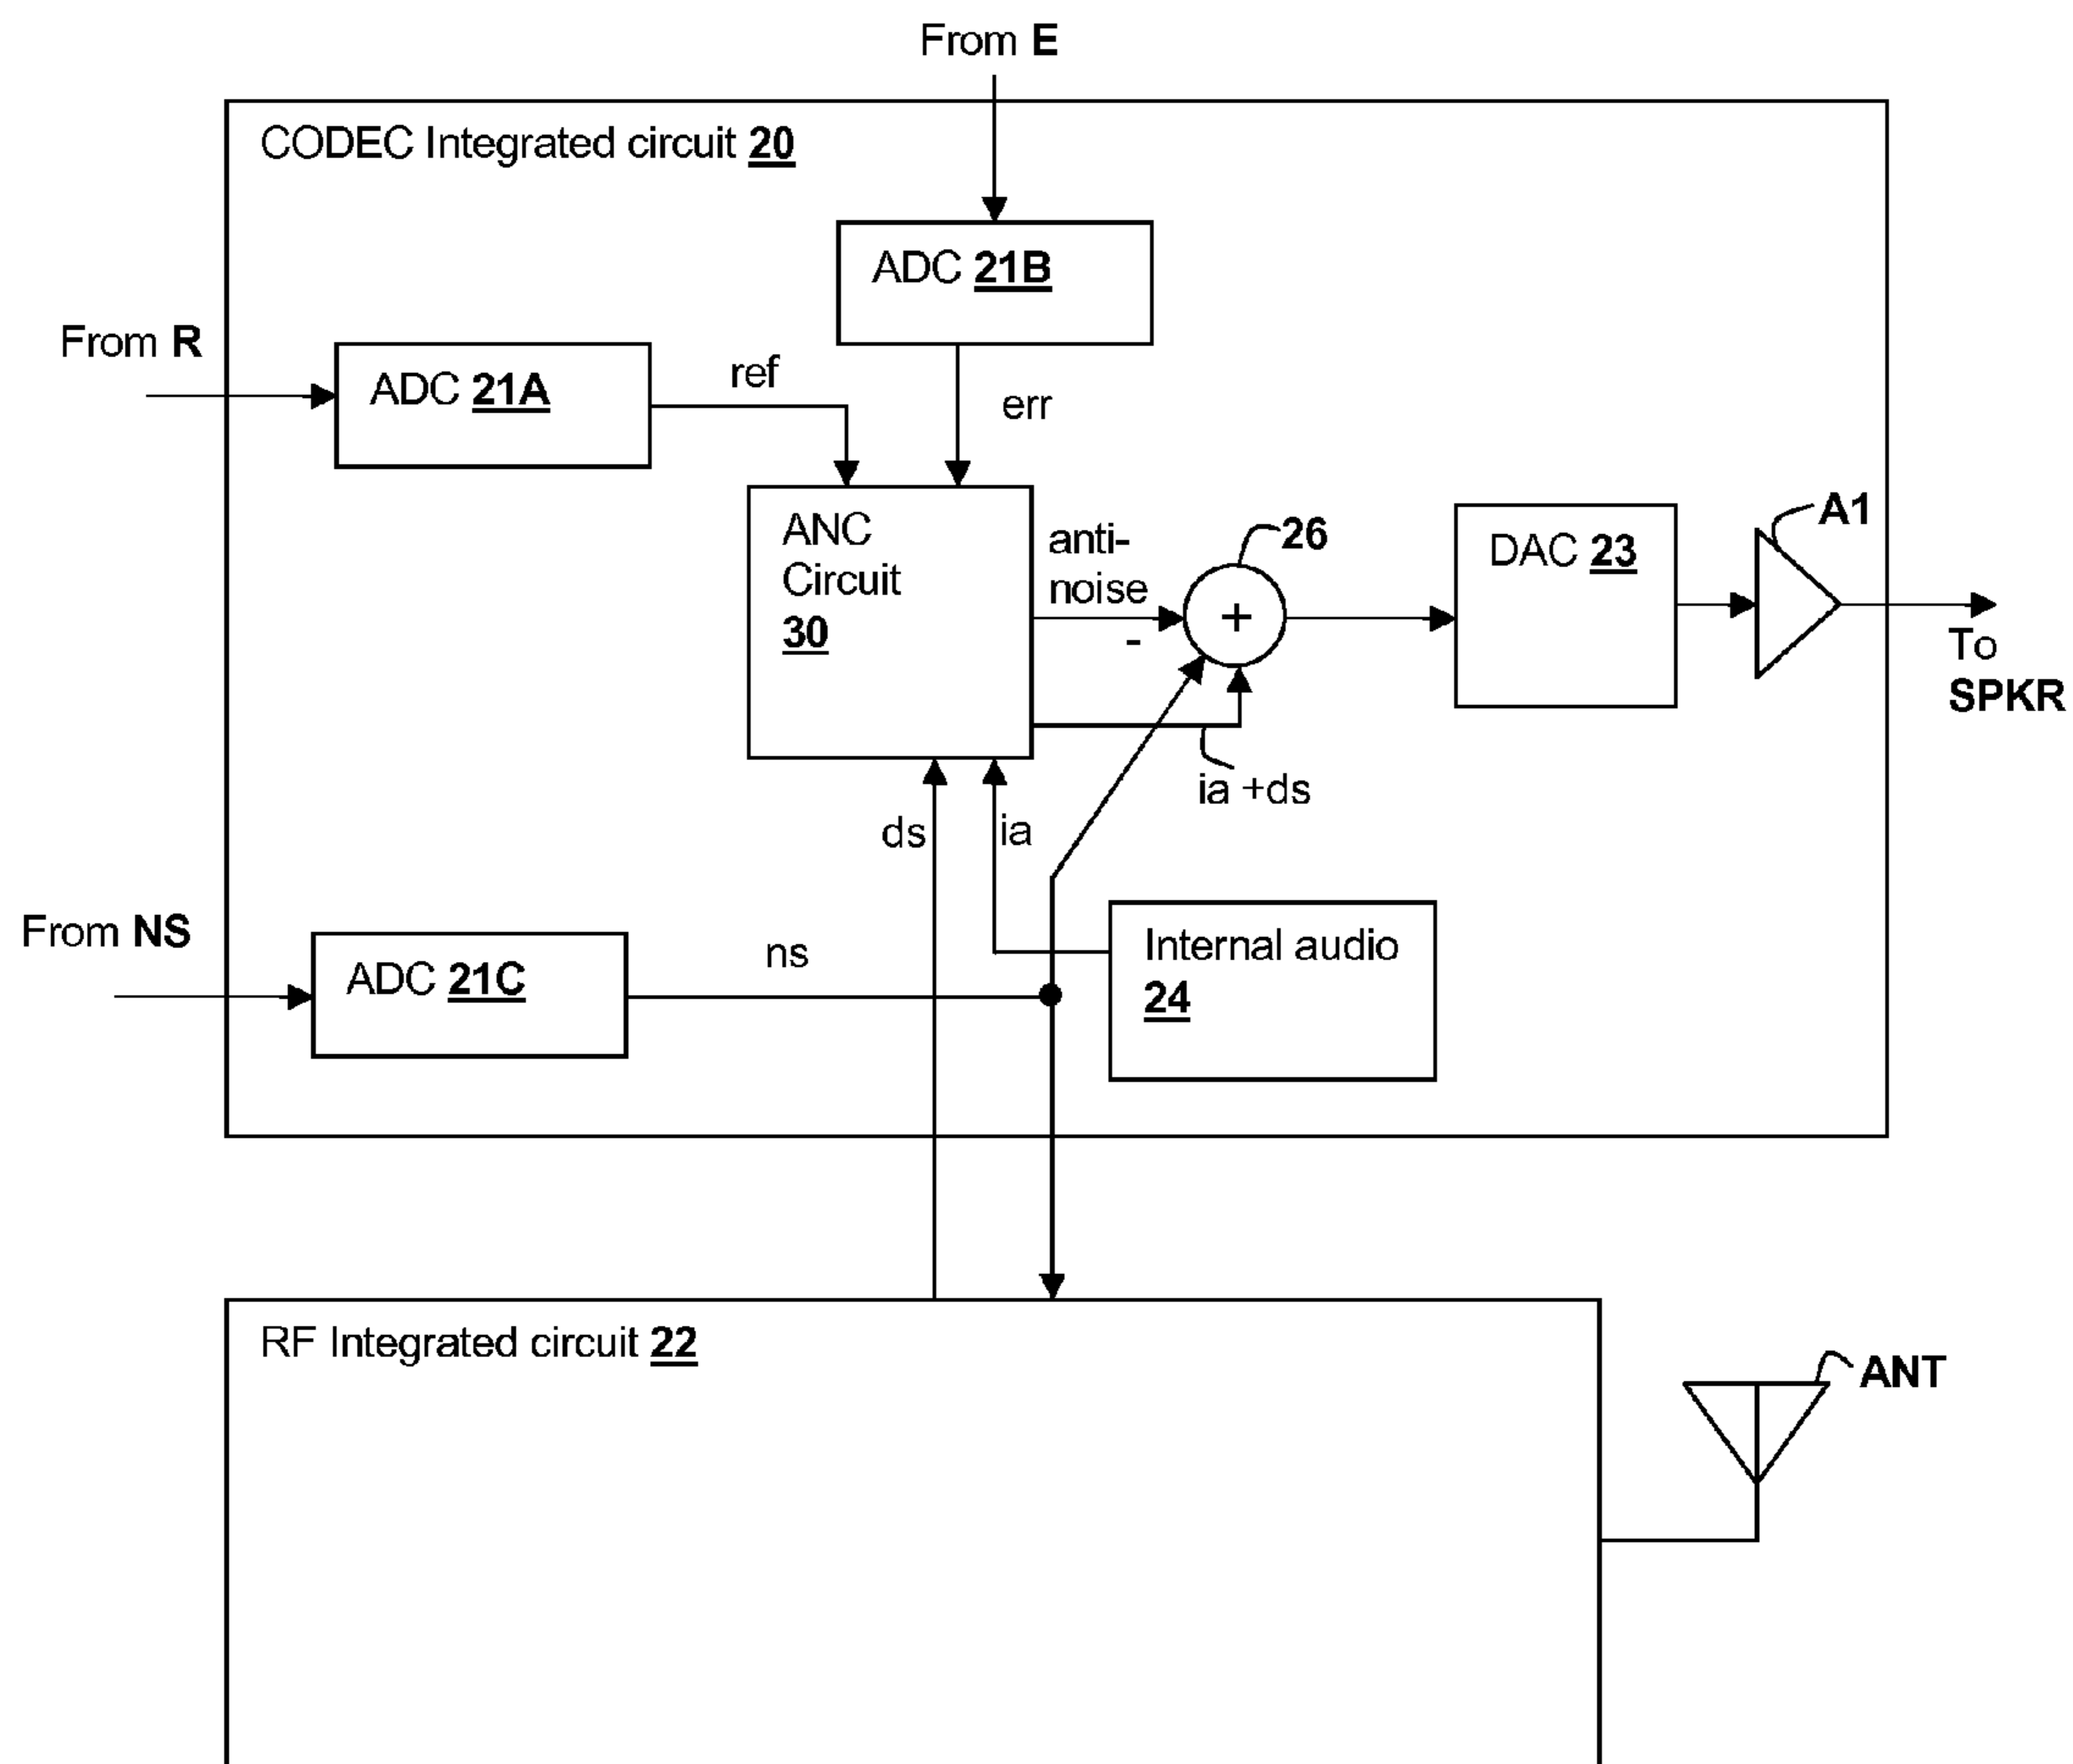 From E
CODEC Integrated circuit 20
ADC 21B
From R
ADC 21A
ref
err
ANC
Circuit
30
anti-
noise
-
26
+
DAC 23
A1
To
SPKR
ia +ds
ds
ia
From NS
ADC 21C
ns
Internal audio
24
RF Integrated circuit 22
ANT